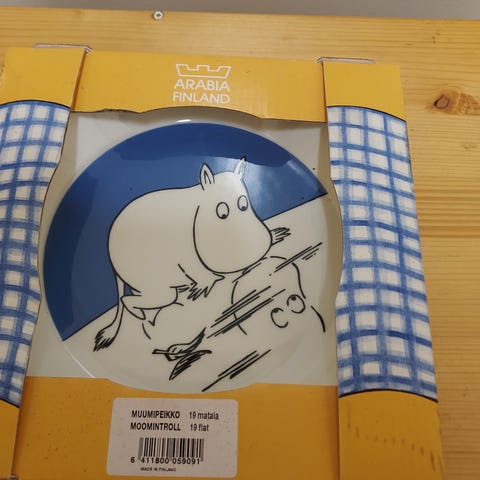 ARABIA
FINLAND
MUUMIPEIKKO 19 matala
MOOMINTROLL 19 flat
6 411800 059091
MADE IN FINLAND